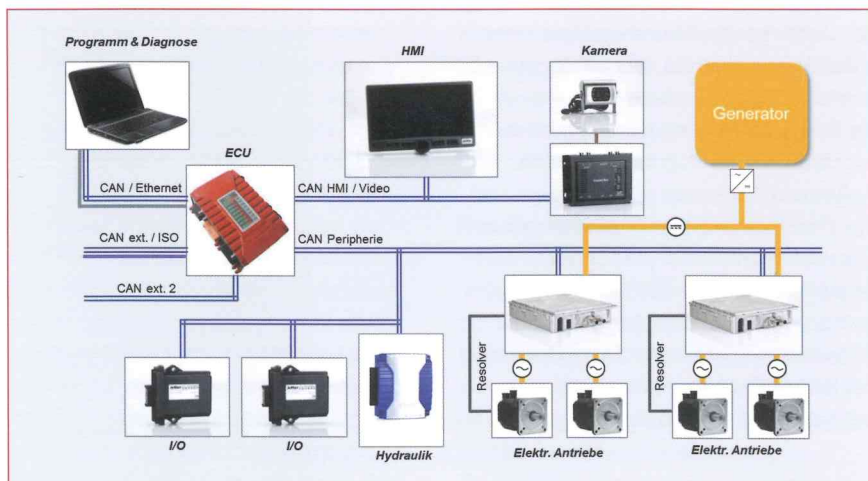 Programm & Diagnose
HMI
Kamera
Generator
ECU
CAN / Ethernet
CAN HMI / Video
CAN ext. / ISO
CAN Peripherie
CAN ext. 2
Resolver
Resolver
I/O
I/O
Hydraulik
Elektr. Antriebe
Elektr. Antriebe